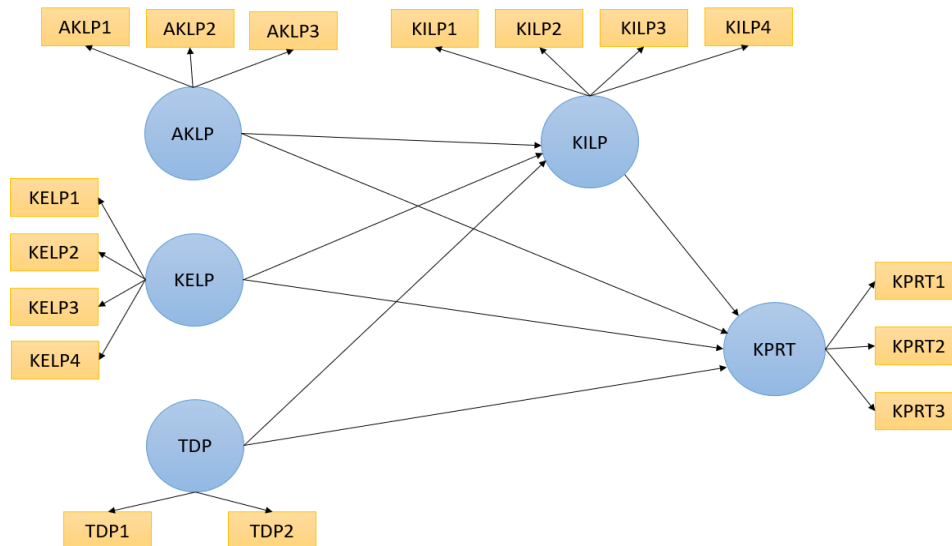 AKLP1
AKLP2
AKLP3
KILP1
KILP2
KILP3
KILP4
AKLP
KILP
KELP1
KELP2
KELP3
KELP4
KELP
KPRT1
KPRT2
KPRT3
KPRT
TDP
TDP1
TDP2